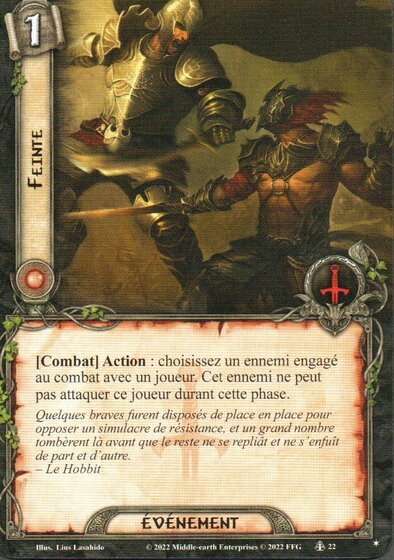 1
FEINTE
[Combat] Action : choisissez un ennemi engagé
au combat avec un joueur. Cet ennemi ne peut
pas attaquer ce joueur durant cette phase.
Quelques braves furent disposés de place en place pour
opposer un simulacre de résistance, et un grand nombre
tombèrent là avant que le reste ne se repliât et ne s'enfuît
de part et d'autre.
– Le Hobbit
ÉVÉNEMENT
Illus. Lius Lasahido © 2022 Middle-earth Enterprises © 2022 FFG 22